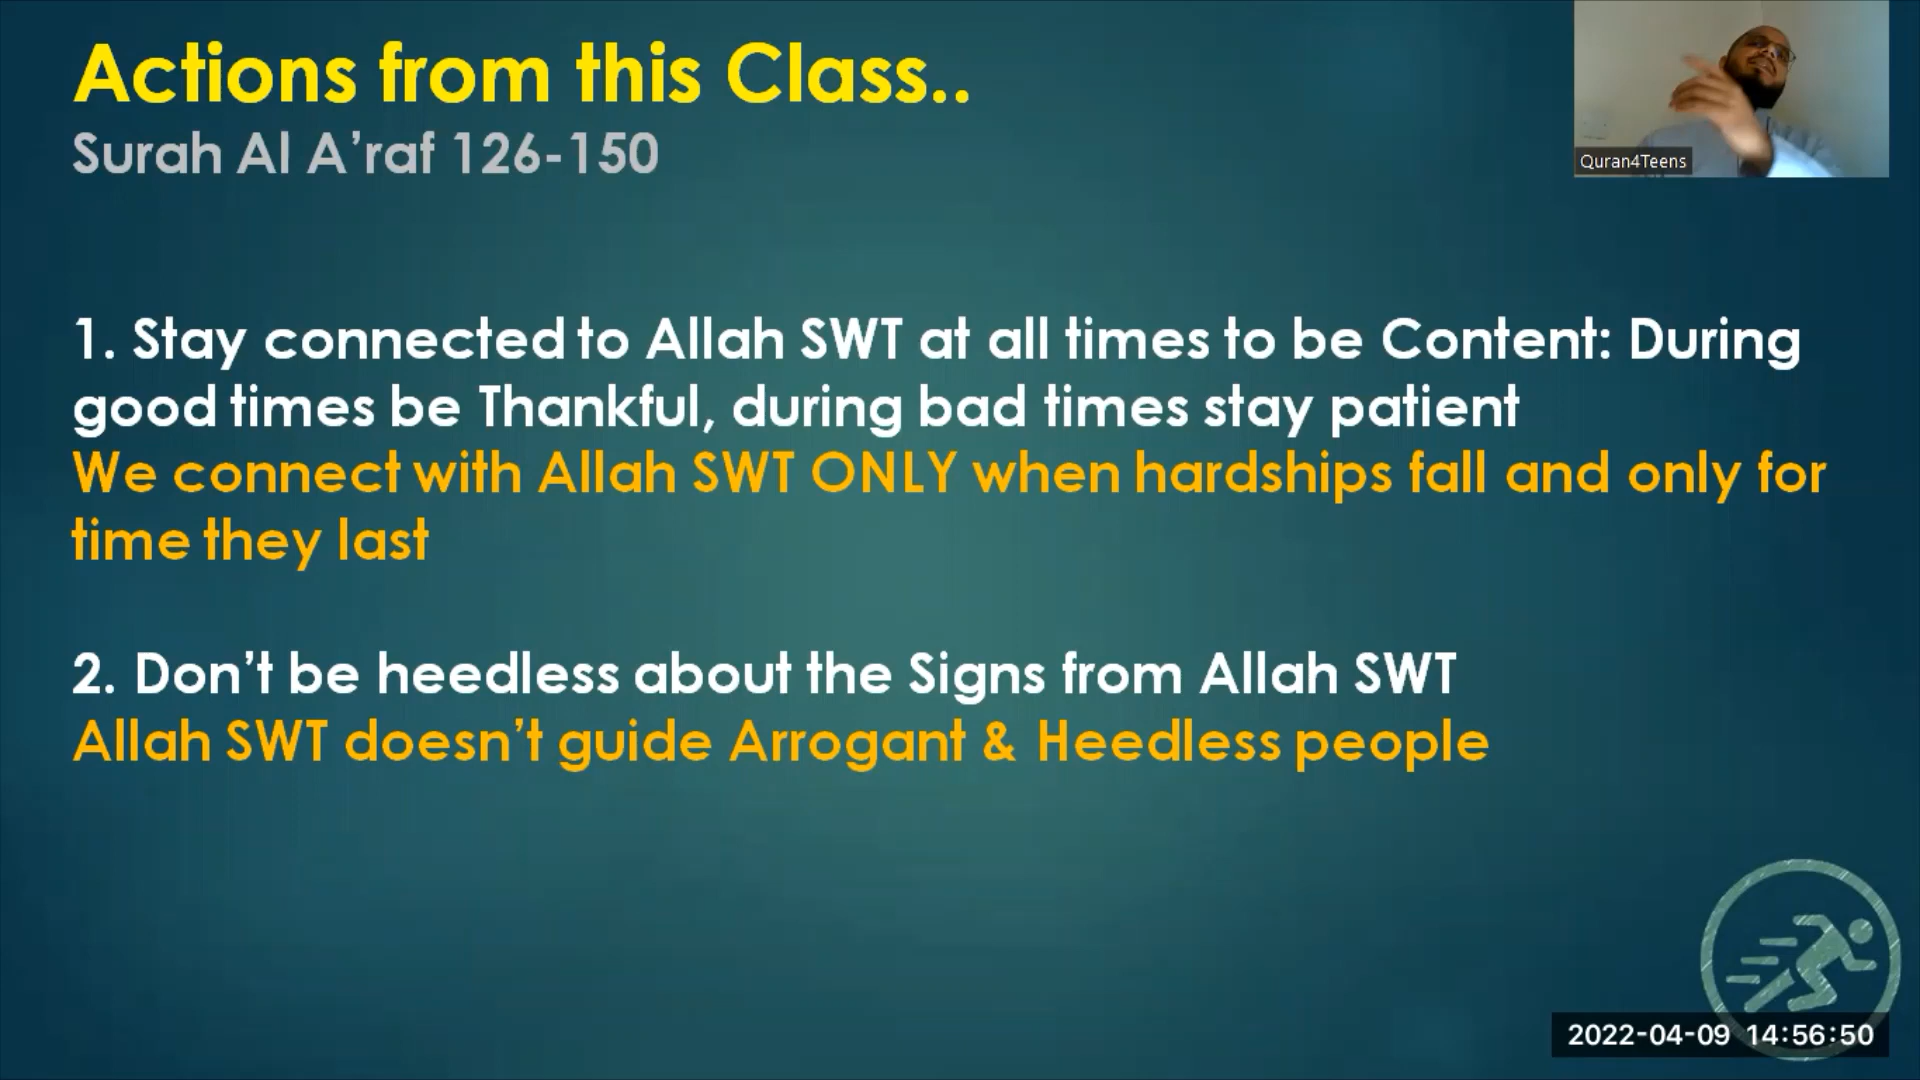 Actions from this Class..
Surah Al A’raf 126-150
Quran4Teens
1. Stay connected to Allah SWT at all times to be Content: During
good times be Thankful, during bad times stay patient
We connect with Allah SWT ONLY when hardships fall and only for
time they last
2. Don’t be heedless about the Signs from Allah SWT
Allah SWT doesn’t guide Arrogant & Heedless people
2022-04-09 14:56:50